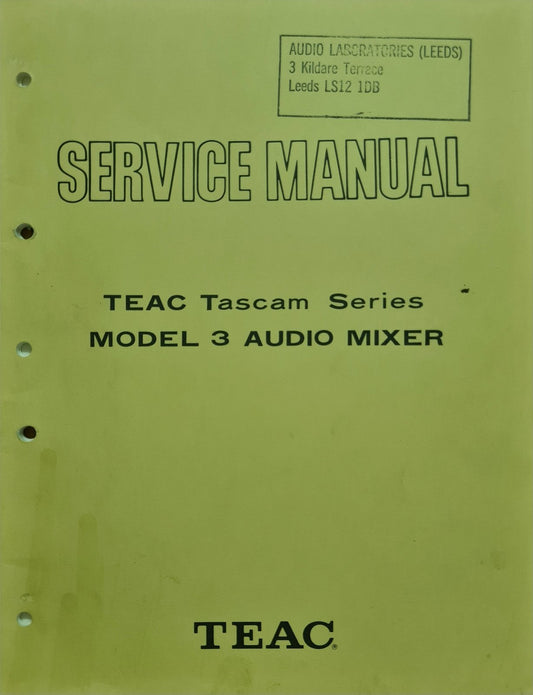 AUDIO LABORATORIES (LEEDS)
3 Kildare Terrace
Leeds LS12 1DB
SERVICE MANUAL
TEAC Tascam Series
MODEL 3 AUDIO MIXER
TEAC®